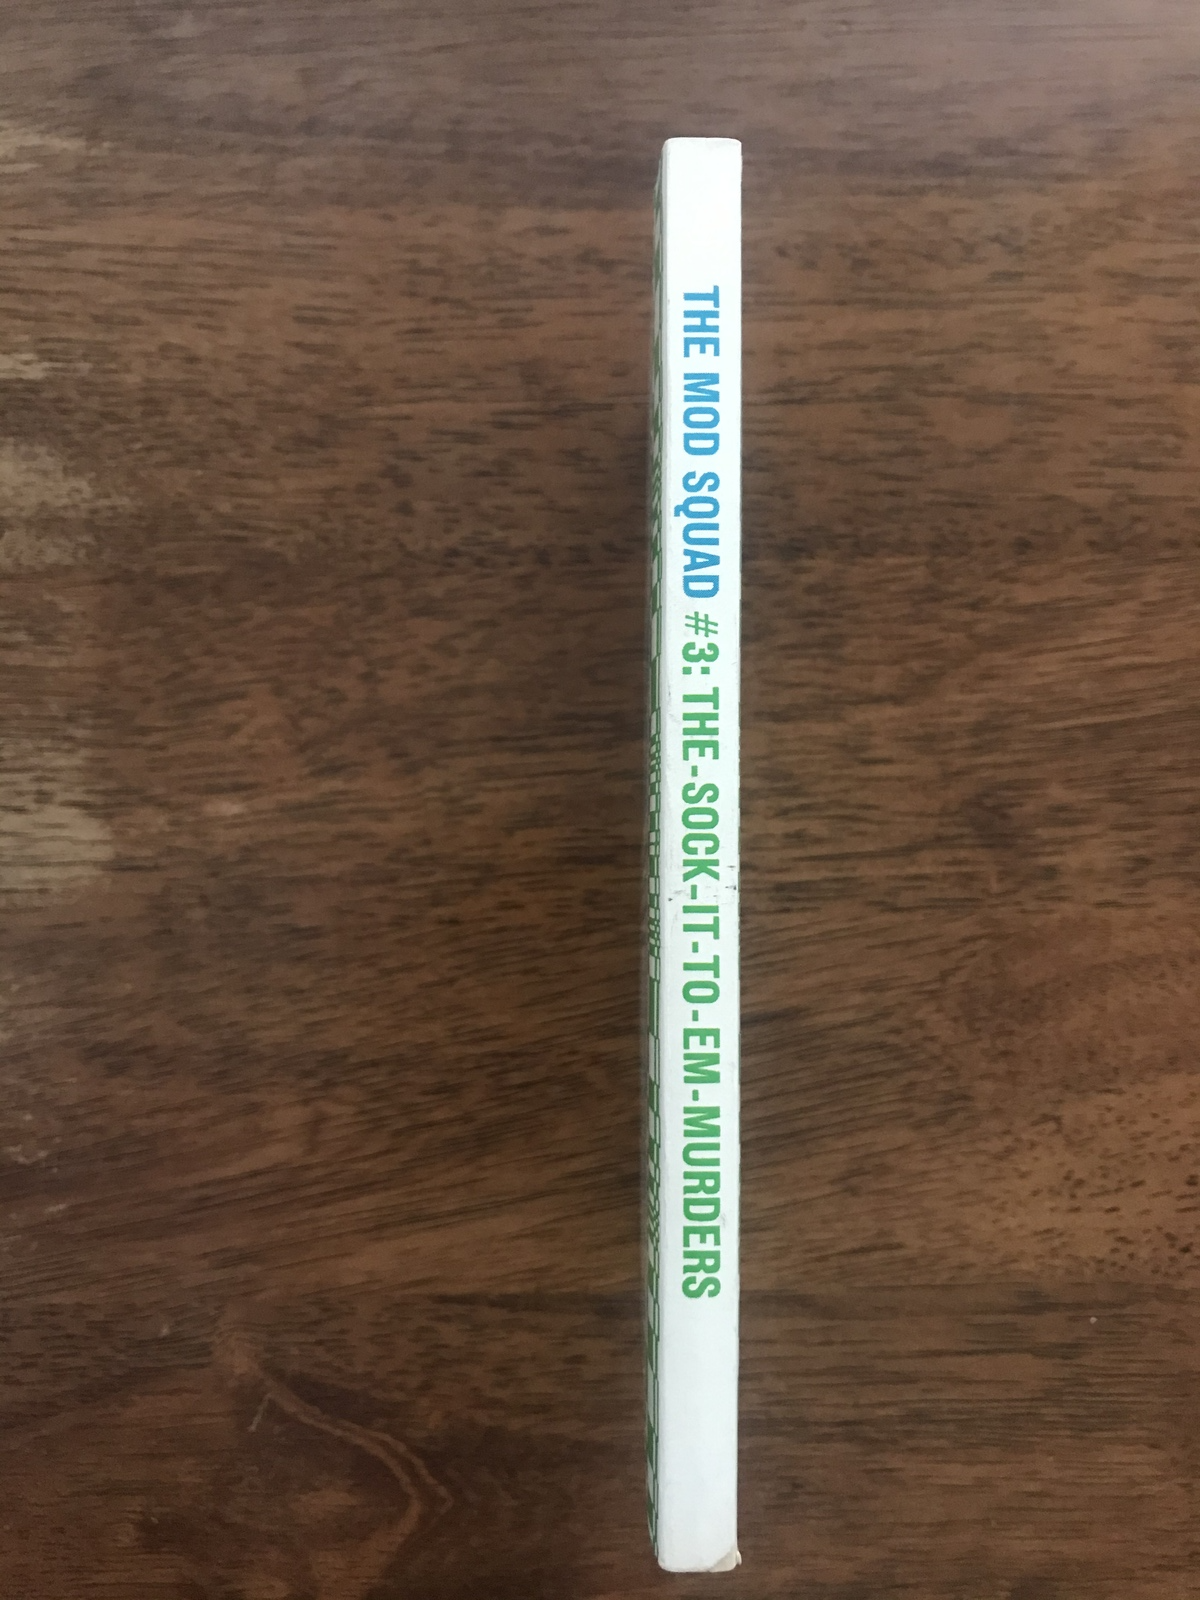 THE MOD SQUAD #3: THE-SOCK-IT-TO-EM-MURDERS